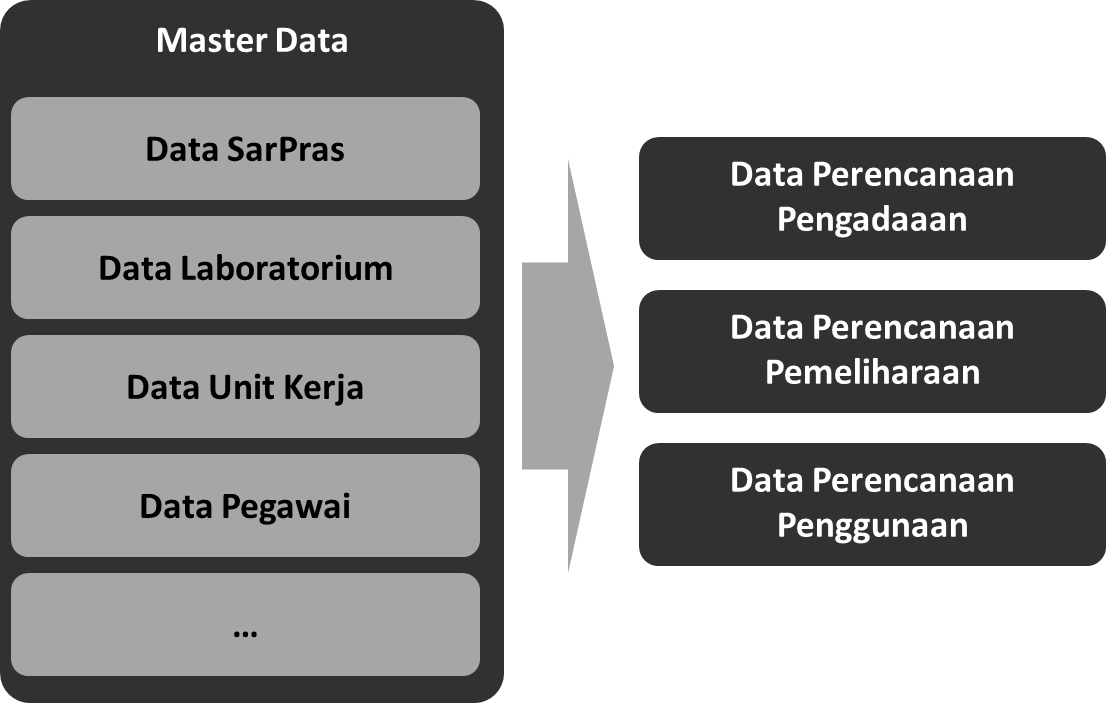 Master Data
Data SarPras
Data Laboratorium
Data Unit Kerja
Data Pegawai
...
Data Perencanaan
Pengadaaan
Data Perencanaan
Pemeliharaan
Data Perencanaan
Penggunaan